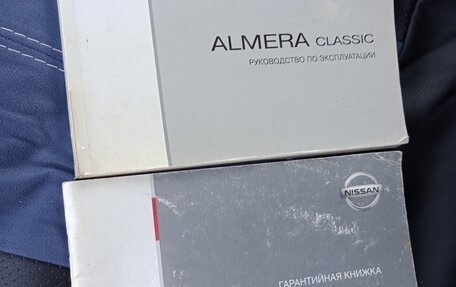 ALMERA CLASSIC
РУКОВОДСТВО ПО ЭКСПЛУАТАЦИИ
NISSAN
ГАРАНТИЙНАЯ КНИЖКА